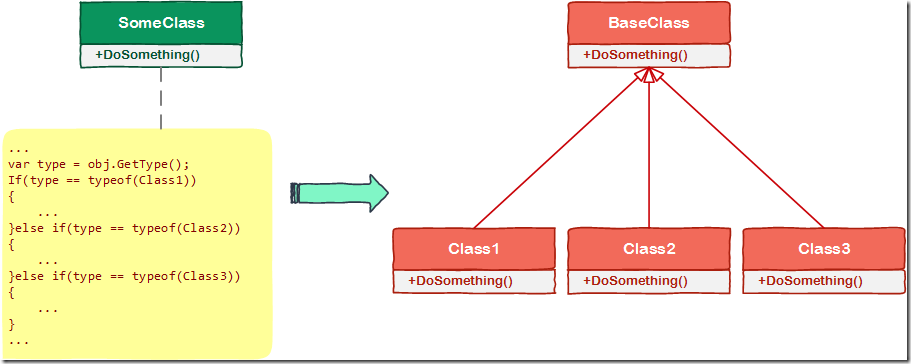 SomeClass
+DoSomething()
...
var type = obj.GetType();
If(type == typeof(Class1))
{
    ...
}else if(type == typeof(Class2))
{
    ...
}else if(type == typeof(Class3))
{
    ...
}
...
BaseClass
+DoSomething()
Class1
+DoSomething()
Class2
+DoSomething()
Class3
+DoSomething()